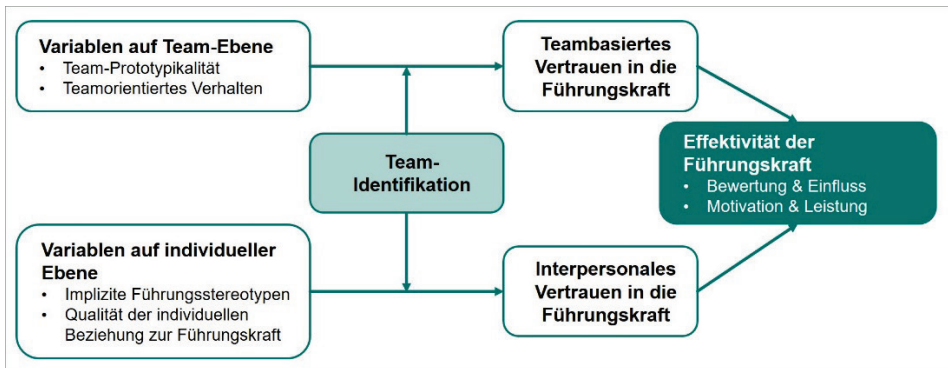 Variablen auf Team-Ebene
• Team-Prototypikalität
• Teamorientiertes Verhalten
Teambasiertes
Vertrauen in die
Führungskraft
Team-
Identifikation
Effektivität der
Führungskraft
• Bewertung & Einfluss
• Motivation & Leistung
Variablen auf individueller
Ebene
• Implizite Führungsstereotypen
• Qualität der individuellen
Beziehung zur Führungskraft
Interpersonales
Vertrauen in die
Führungskraft